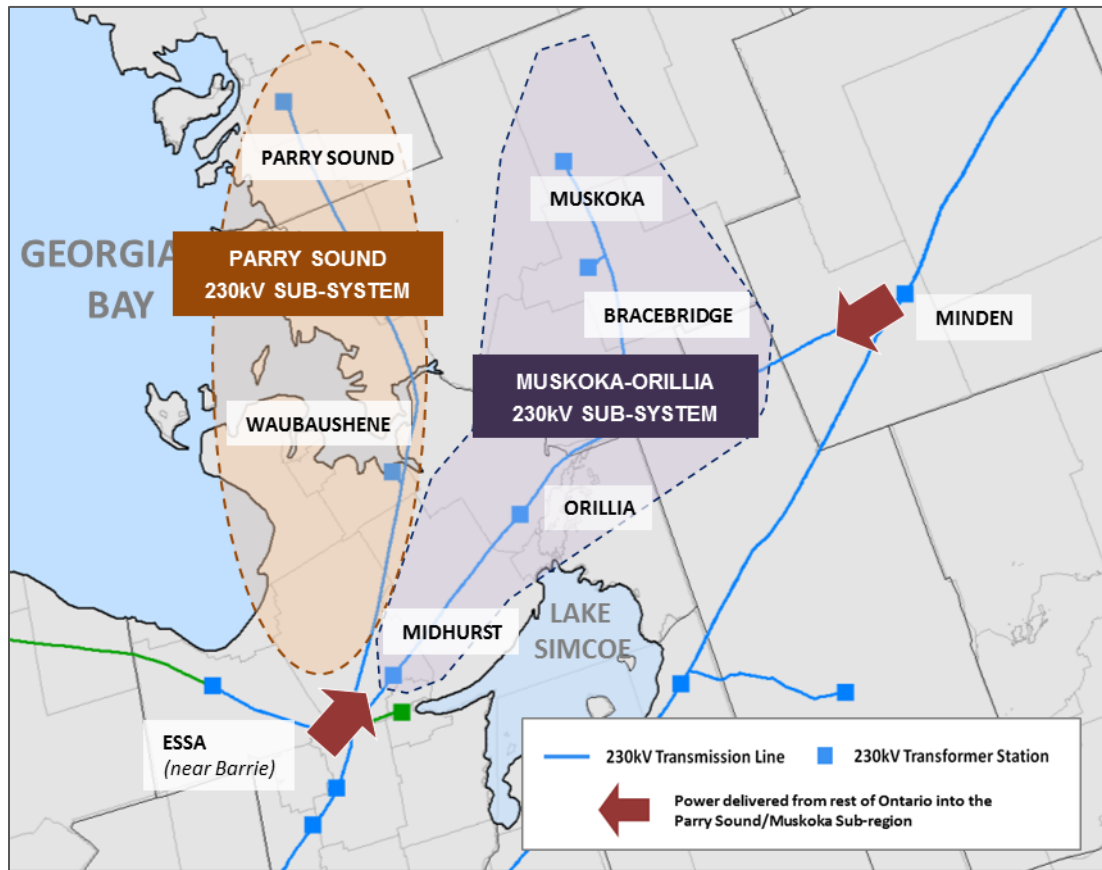 PARRY SOUND
MUSKOKA
GEORGIA
BAY
PARRY SOUND
230kV SUB-SYSTEM
BRACEBRIDGE
MINDEN
MUSKOKA-ORILLIA
230kV SUB-SYSTEM
WAUBAUSHENE
ORILLIA
MIDHURST
LAKE
SIMCOE
ESSA
(near Barrie)
230kV Transmission Line
230kV Transformer Station
Power delivered from rest of Ontario into the
Parry Sound/Muskoka Sub-region